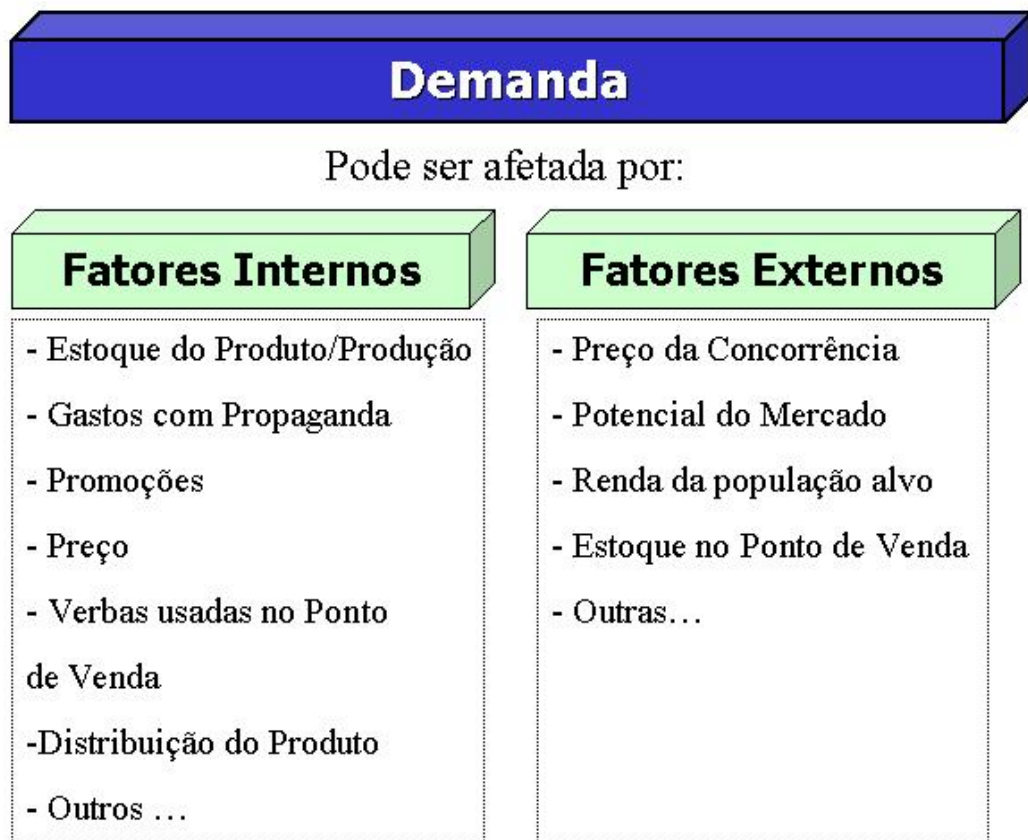 Demanda
Pode ser afetada por:
Fatores Internos
- Estoque do Produto/Produção
- Gastos com Propaganda
- Promoções
- Preço
- Verbas usadas no Ponto
de Venda
-Distribuição do Produto
- Outros …
Fatores Externos
- Preço da Concorrência
- Potencial do Mercado
- Renda da população alvo
- Estoque no Ponto de Venda
- Outras…